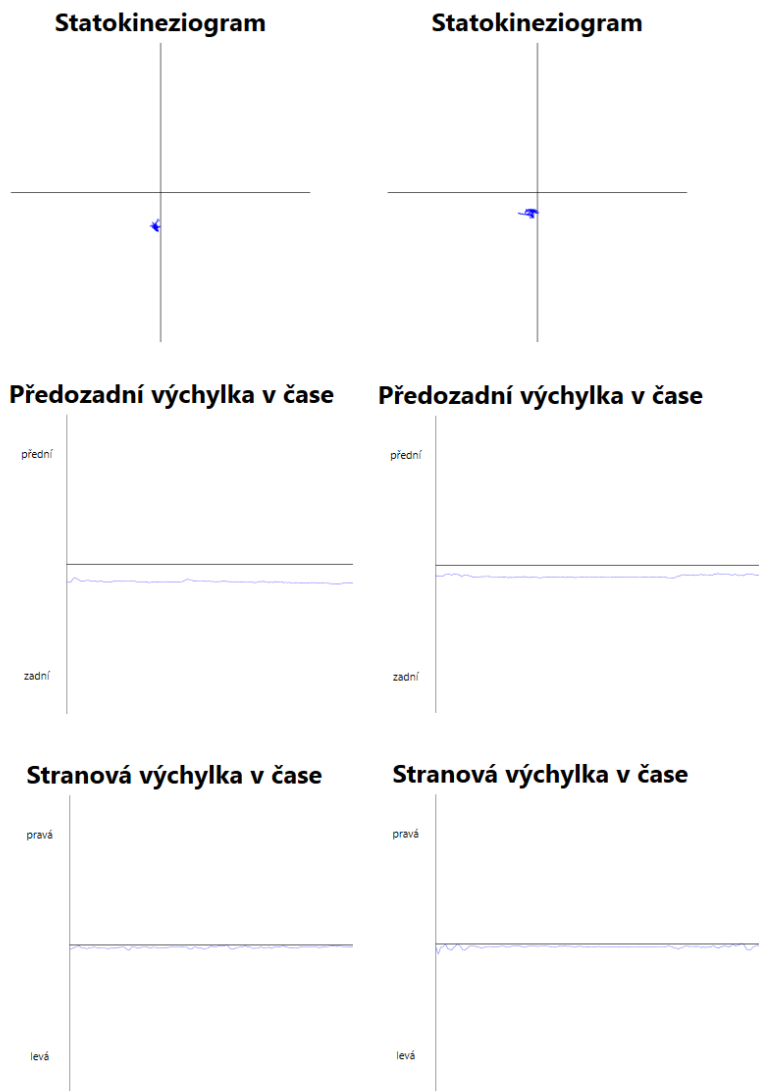 Statokineziogram
Statokineziogram
Předozadní výchylka v čase
Předozadní výchylka v čase
přední
přední
zadní
zadní
Stranová výchylka v čase
Stranová výchylka v čase
pravá
pravá
levá
levá